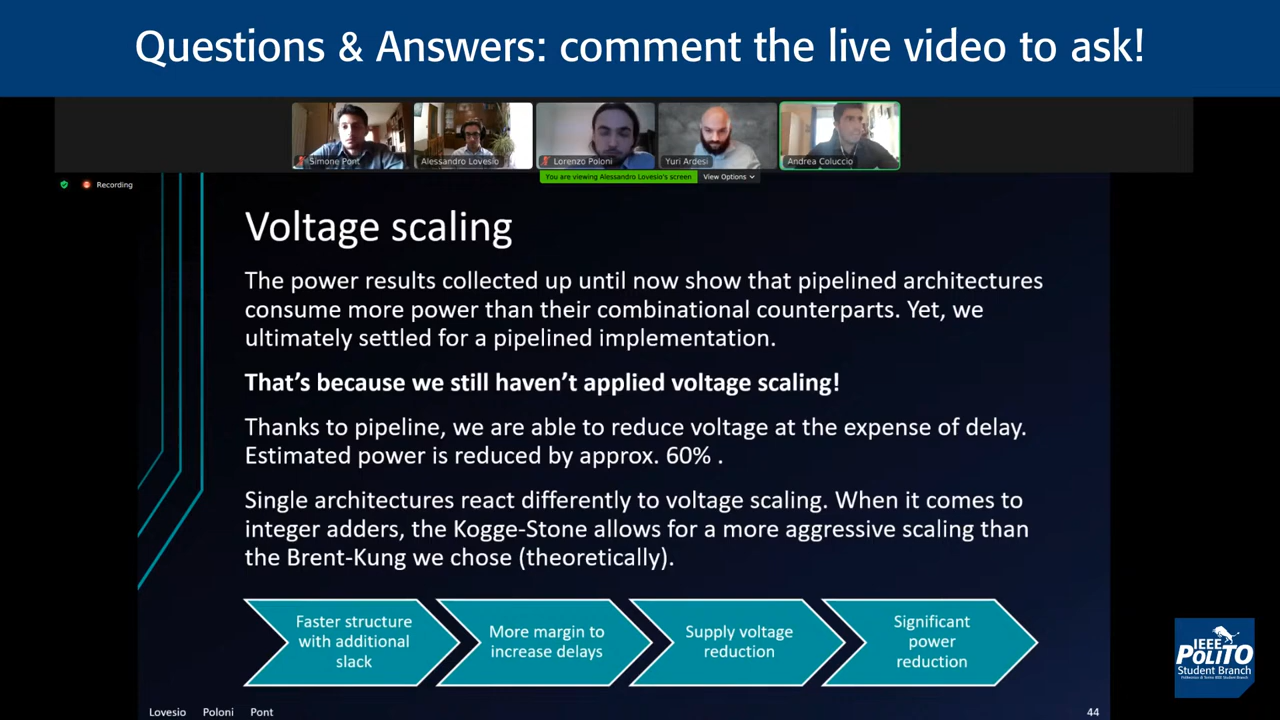 Questions & Answers: comment the live video to ask!
Simone Pont
Alessandro Lovesio
Lorenzo Poloni
Yuri Ardesi
Andrea Coluccio
You are viewing Alessandro Lovesio's screen
View Options
Recording
Voltage scaling
The power results collected up until now show that pipelined architectures
consume more power than their combinational counterparts. Yet, we
ultimately settled for a pipelined implementation.
That's because we still haven't applied voltage scaling!
Thanks to pipeline, we are able to reduce voltage at the expense of delay.
Estimated power is reduced by approx. 60% .
Single architectures react differently to voltage scaling. When it comes to
integer adders, the Kogge-Stone allows for a more aggressive scaling than
the Brent-Kung we chose (theoretically).
Faster structure
with additional
slack
More margin to
increase delays
Supply voltage
reduction
Significant
power
reduction
IEEE
POLITO
Student Branch
Politecnico di Torino IEEE Student Branch
Lovesio Poloni Pont
44